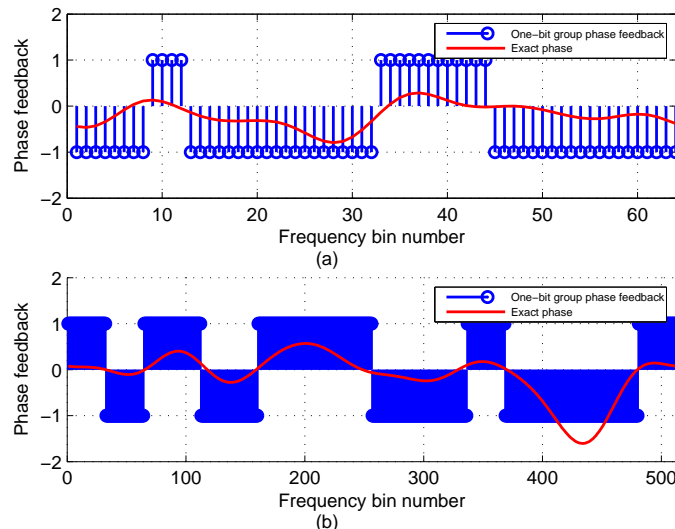 2
1
0
−1
−2
Phase feedback
One-bit group phase feedback
Exact phase
0 10 20 30 40 50 60
Frequency bin number
(a)
2
1
0
−1
−2
Phase feedback
One-bit group phase feedback
Exact phase
0 100 200 300 400 500
Frequency bin number
(b)